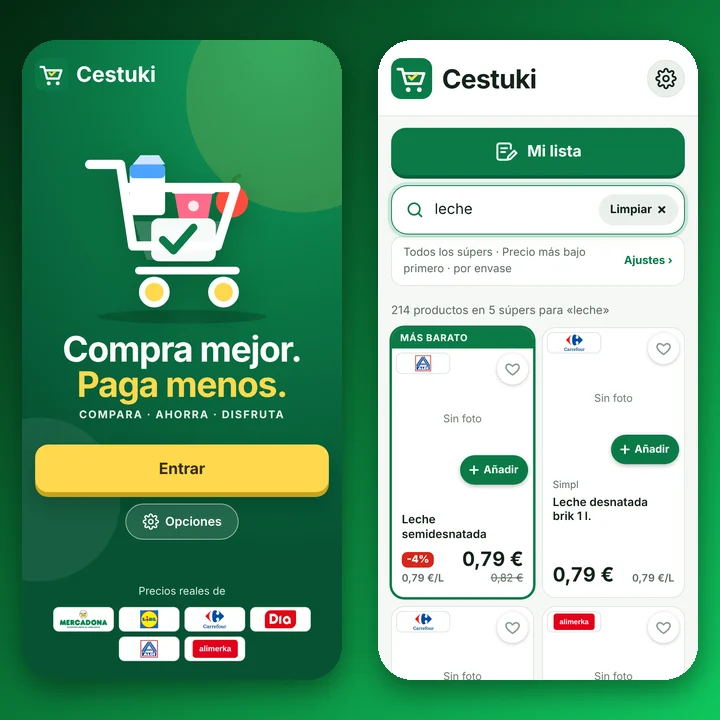 Cestuki
Compra mejor.
Paga menos.
COMPARA · AHORRA · DISFRUTA
Entrar
Opciones
Precios reales de
MERCADONA
LIDL
Carrefour
Dia
ALDI
alimerka
Cestuki
Mi lista
leche
Limpiar ×
Todos los súpers · Precio más bajo
primero · por envase
Ajustes ›
214 productos en 5 súpers para «leche»
MÁS BARATO
ALDI
Sin foto
+ Añadir
Leche
semidesnatada
-4%
0,79 €
0,79 €/L
0,82 €
Carrefour
Sin foto
+ Añadir
Simpl
Leche desnatada
brik 1 l.
0,79 €
0,79 €/L
Carrefour
Sin foto
alimerka
Sin foto